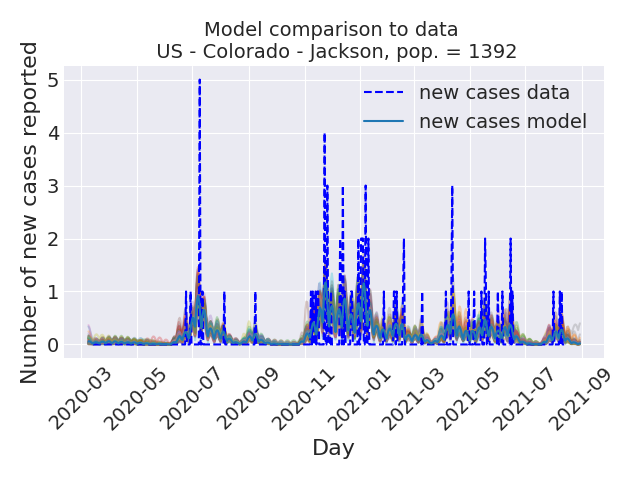 Model comparison to data
US - Colorado - Jackson, pop. = 1392
Number of new cases reported
5
4
3
2
1
0
new cases data
new cases model
2020-03
2020-05
2020-07
2020-09
2020-11
2021-01
2021-03
2021-05
2021-07
2021-09
Day